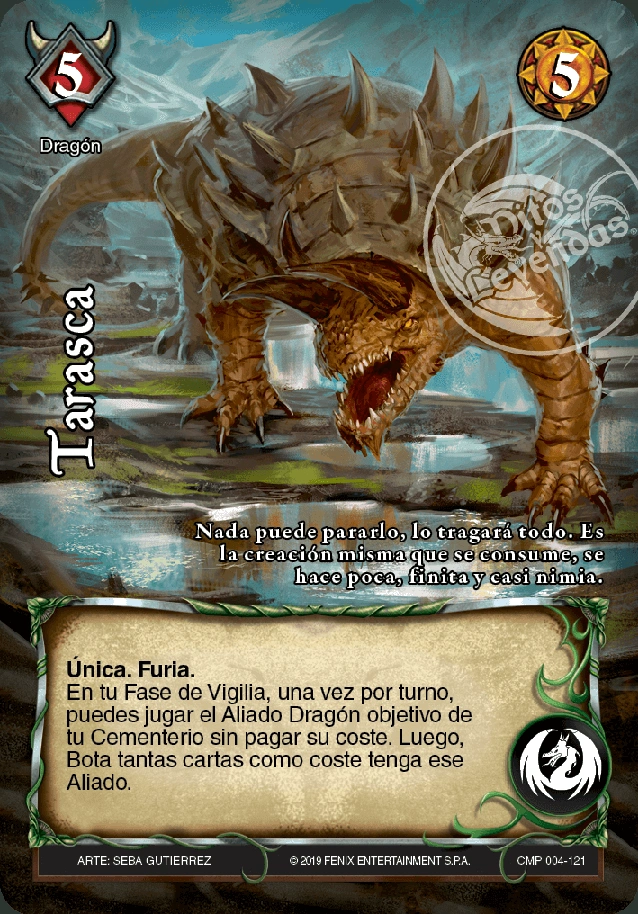 5
5
Dragón
Mitos
y
Leyendas®
Tarasca
Nada puede pararlo, lo tragará todo. Es
la creación misma que se consume, se
hace poca, finita y casi nimia.
Única. Furia.
En tu Fase de Vigilia, una vez por turno,
puedes jugar el Aliado Dragón objetivo de
tu Cementerio sin pagar su coste. Luego,
Bota tantas cartas como coste tenga ese
Aliado.
ARTE: SEBA GUTIERREZ
© 2019 FENIX ENTERTAINMENT S.P.A.
CMP 004-121